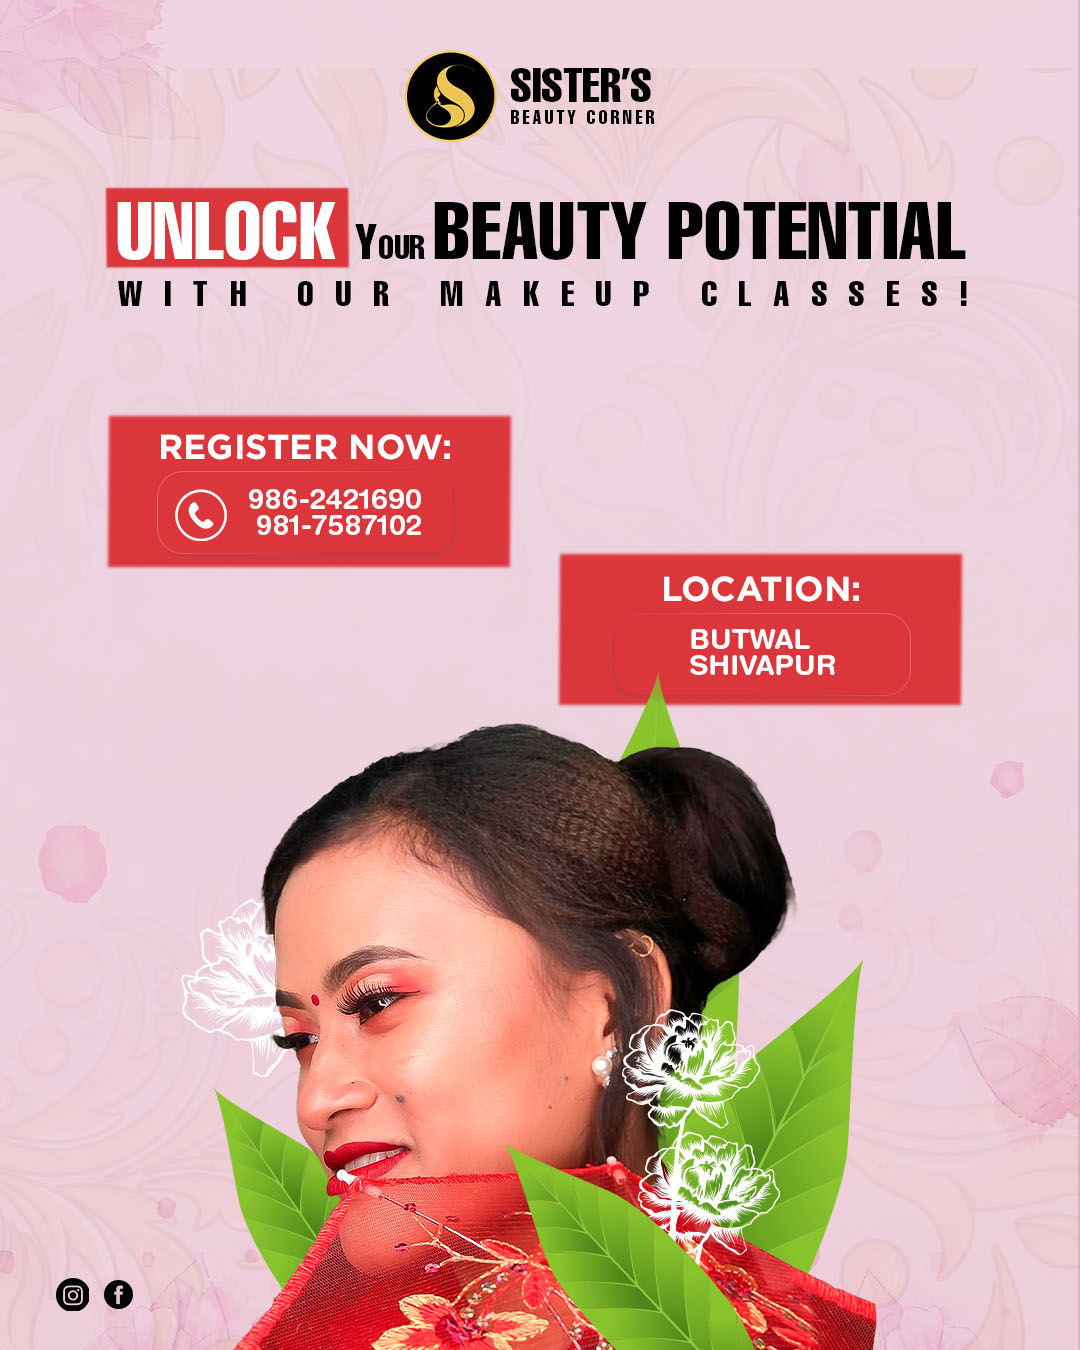 SISTER'S
BEAUTY CORNER
UNLOCK YOUR BEAUTY POTENTIAL
WITH OUR MAKEUP CLASSES!
REGISTER NOW:
986-2421690
981-7587102
LOCATION:
BUTWAL
SHIVAPUR